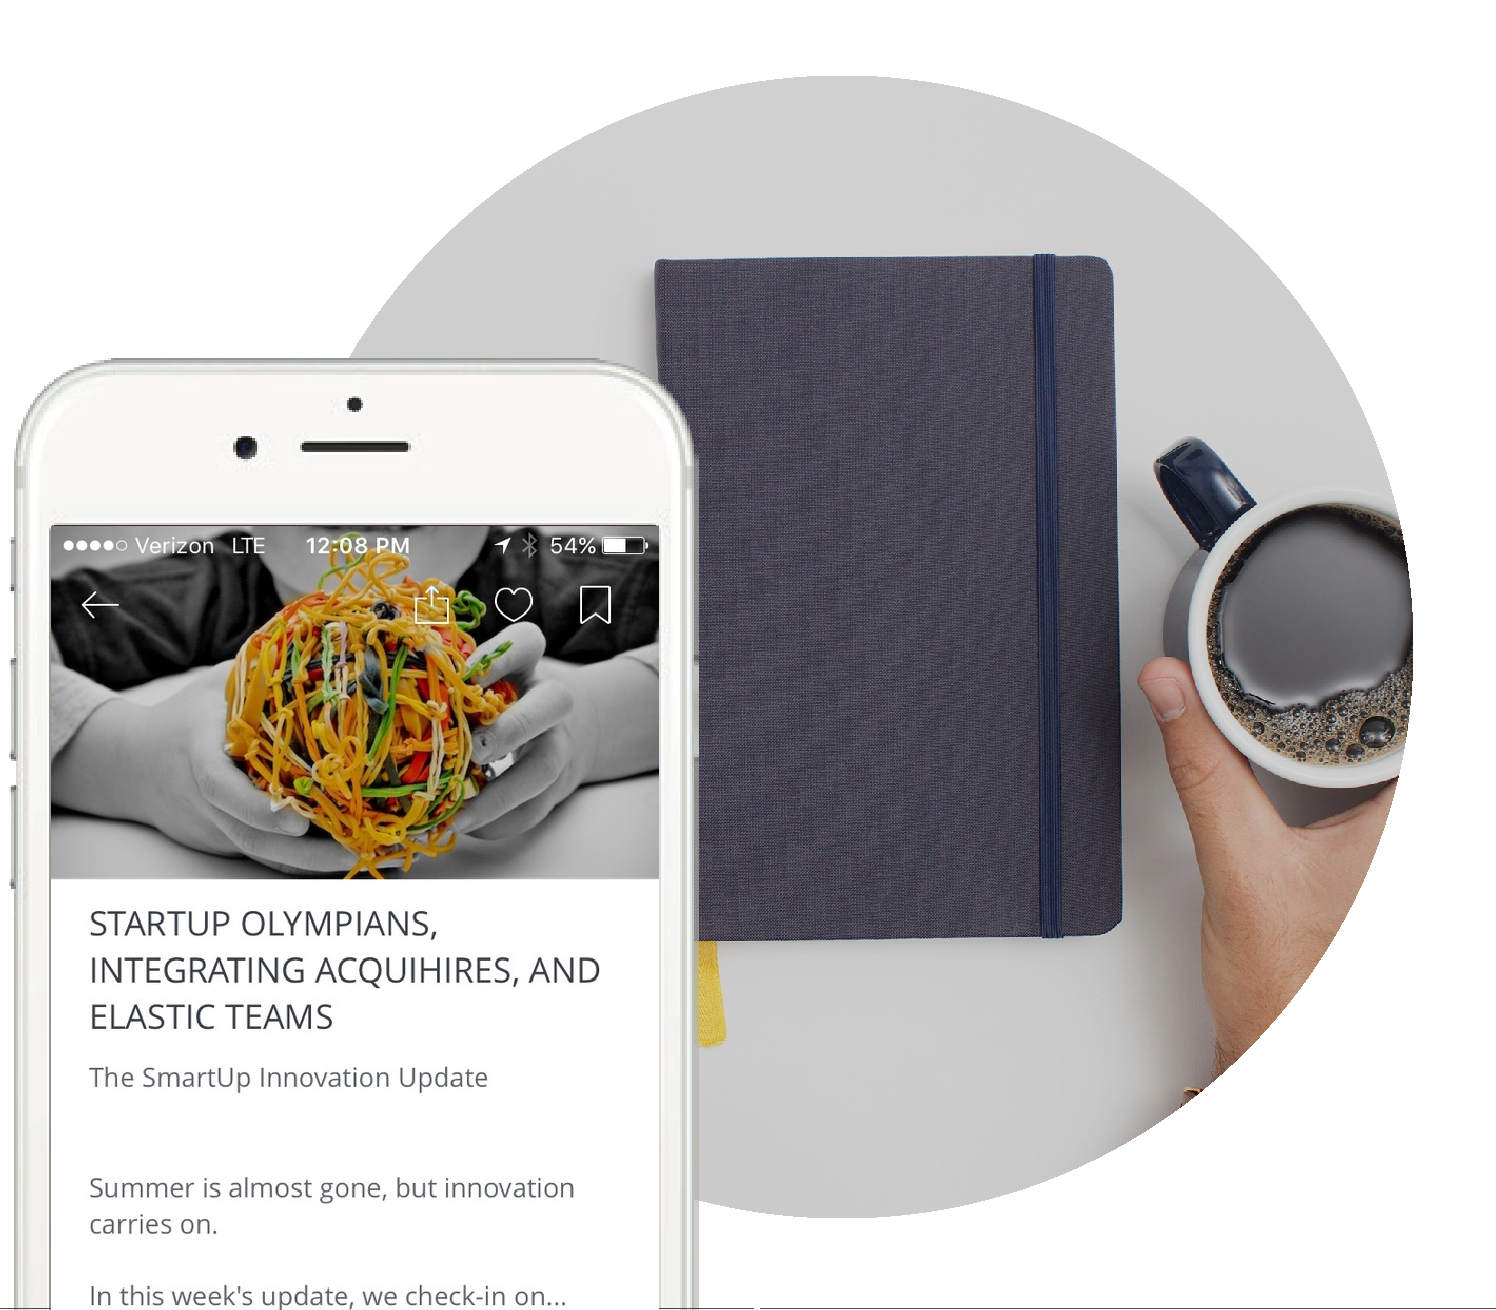 Verizon LTE 12:08 PM 54%
STARTUP OLYMPIANS,
INTEGRATING ACQUIHIRES, AND
ELASTIC TEAMS
The SmartUp Innovation Update
Summer is almost gone, but innovation
carries on.
In this week's update, we check-in on...